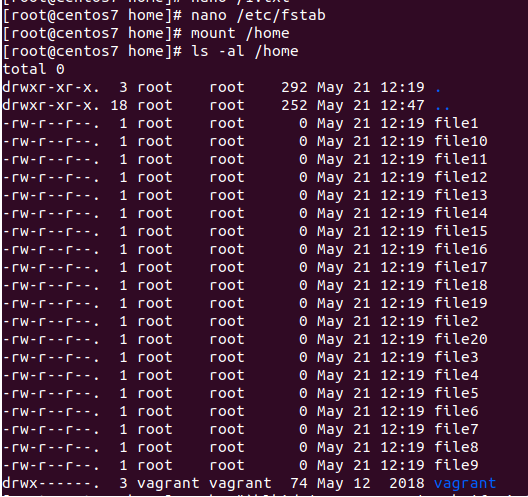 [root@centos7 home]# nano /etc/fstab
[root@centos7 home]# mount /home
[root@centos7 home]# ls -al /home
total 0
drwxr-xr-x. 3 root root 292 May 21 12:19 .
drwxr-xr-x. 18 root root 252 May 21 12:47 ..
-rw-r--r--. 1 root root 0 May 21 12:19 file1
-rw-r--r--. 1 root root 0 May 21 12:19 file10
-rw-r--r--. 1 root root 0 May 21 12:19 file11
-rw-r--r--. 1 root root 0 May 21 12:19 file12
-rw-r--r--. 1 root root 0 May 21 12:19 file13
-rw-r--r--. 1 root root 0 May 21 12:19 file14
-rw-r--r--. 1 root root 0 May 21 12:19 file15
-rw-r--r--. 1 root root 0 May 21 12:19 file16
-rw-r--r--. 1 root root 0 May 21 12:19 file17
-rw-r--r--. 1 root root 0 May 21 12:19 file18
-rw-r--r--. 1 root root 0 May 21 12:19 file19
-rw-r--r--. 1 root root 0 May 21 12:19 file2
-rw-r--r--. 1 root root 0 May 21 12:19 file20
-rw-r--r--. 1 root root 0 May 21 12:19 file3
-rw-r--r--. 1 root root 0 May 21 12:19 file4
-rw-r--r--. 1 root root 0 May 21 12:19 file5
-rw-r--r--. 1 root root 0 May 21 12:19 file6
-rw-r--r--. 1 root root 0 May 21 12:19 file7
-rw-r--r--. 1 root root 0 May 21 12:19 file8
-rw-r--r--. 1 root root 0 May 21 12:19 file9
drwx------. 3 vagrant vagrant 74 May 12 2018 vagrant